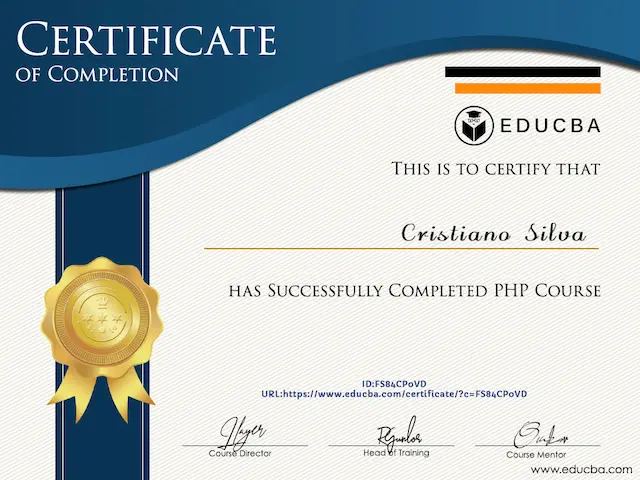 CERTIFICATE
OF COMPLETION
EDUCBA
THIS IS TO CERTIFY THAT
Cristiano Silva
HAS SUCCESSFULLY COMPLETED PHP COURSE
ID:FS84CPoVD
URL:https://www.educba.com/certificate/?c=FS84CPoVD
Course Director
Head of Training
Course Mentor
www.educba.com